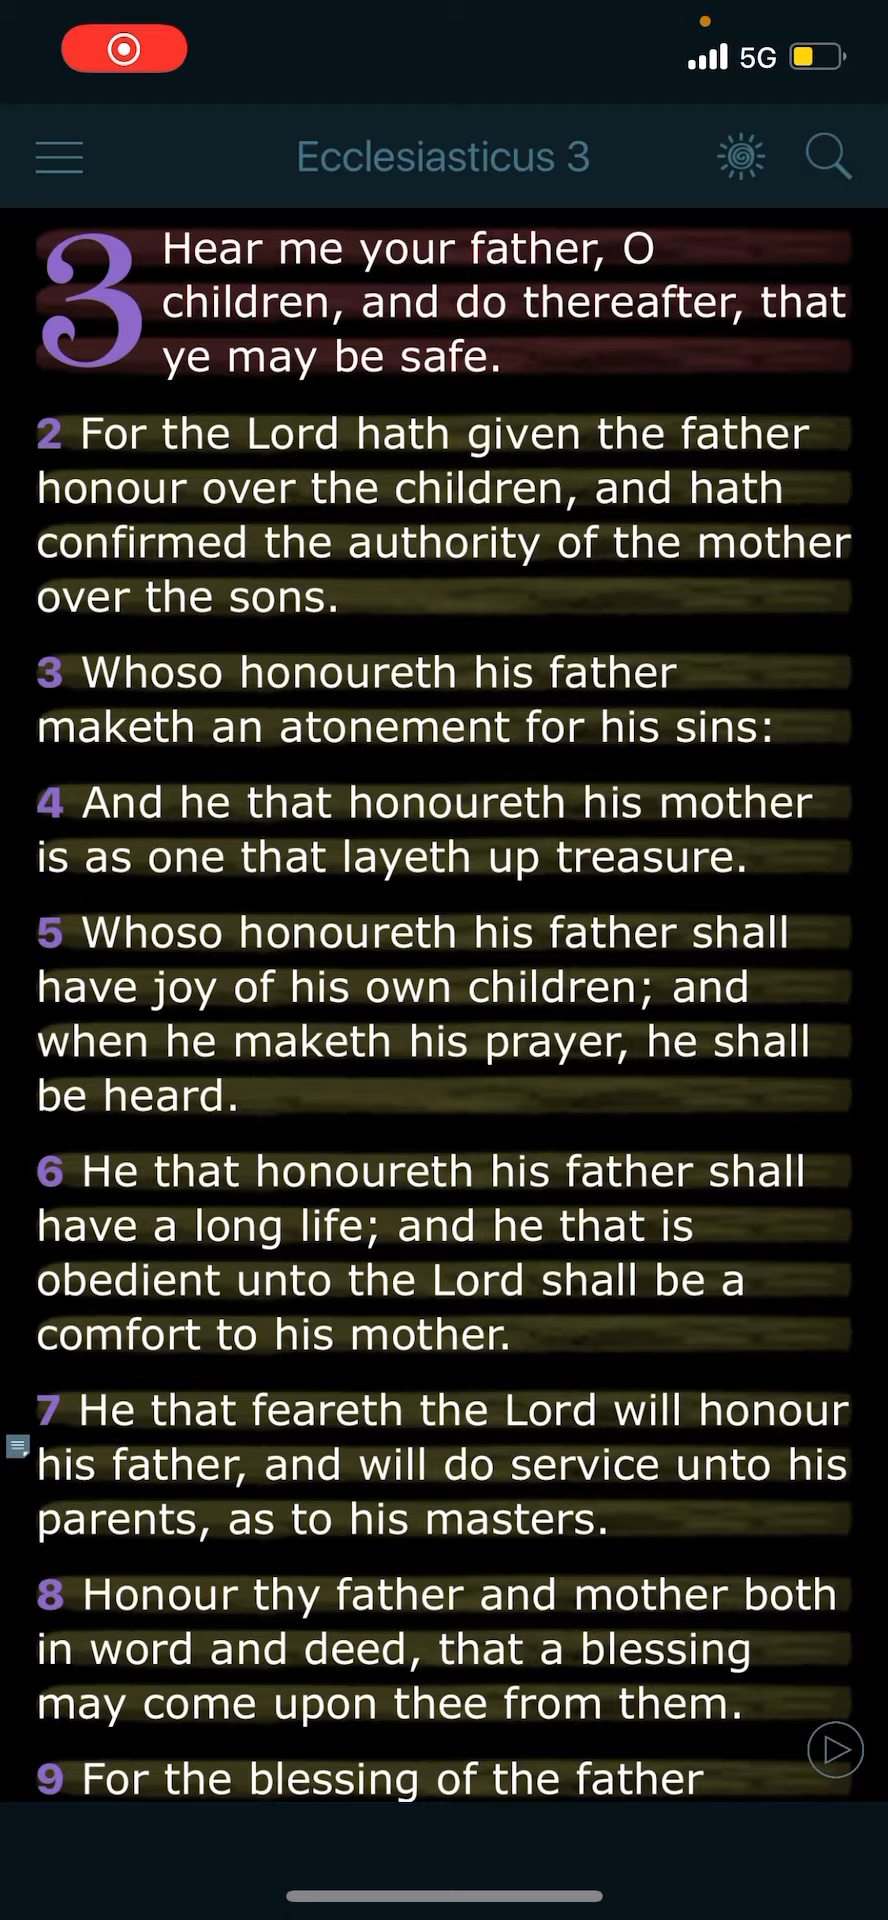 5G
Ecclesiasticus 3
3 Hear me your father, O
children, and do thereafter, that
ye may be safe.
2 For the Lord hath given the father
honour over the children, and hath
confirmed the authority of the mother
over the sons.
3 Whoso honoureth his father
maketh an atonement for his sins:
4 And he that honoureth his mother
is as one that layeth up treasure.
5 Whoso honoureth his father shall
have joy of his own children; and
when he maketh his prayer, he shall
be heard.
6 He that honoureth his father shall
have a long life; and he that is
obedient unto the Lord shall be a
comfort to his mother.
7 He that feareth the Lord will honour
his father, and will do service unto his
parents, as to his masters.
8 Honour thy father and mother both
in word and deed, that a blessing
may come upon thee from them.
9 For the blessing of the father